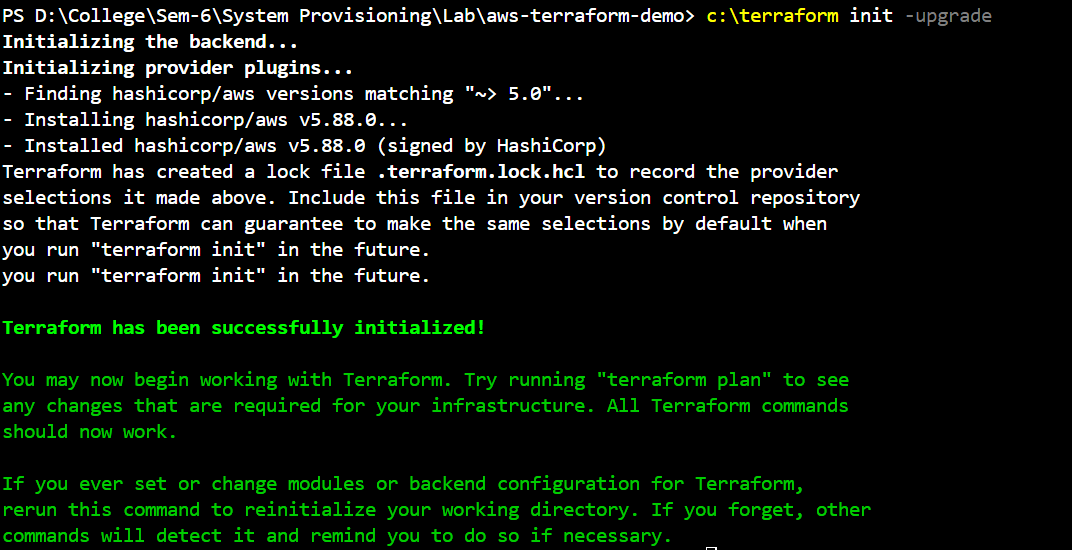 PS D:\College\Sem-6\System Provisioning\Lab\aws-terraform-demo> c:\terraform init -upgrade
Initializing the backend...
Initializing provider plugins...
- Finding hashicorp/aws versions matching "~> 5.0"...
- Installing hashicorp/aws v5.88.0...
- Installed hashicorp/aws v5.88.0 (signed by HashiCorp)
Terraform has created a lock file .terraform.lock.hcl to record the provider
selections it made above. Include this file in your version control repository
so that Terraform can guarantee to make the same selections by default when
you run "terraform init" in the future.
you run "terraform init" in the future.
Terraform has been successfully initialized!
You may now begin working with Terraform. Try running "terraform plan" to see
any changes that are required for your infrastructure. All Terraform commands
should now work.
If you ever set or change modules or backend configuration for Terraform,
rerun this command to reinitialize your working directory. If you forget, other
commands will detect it and remind you to do so if necessary.